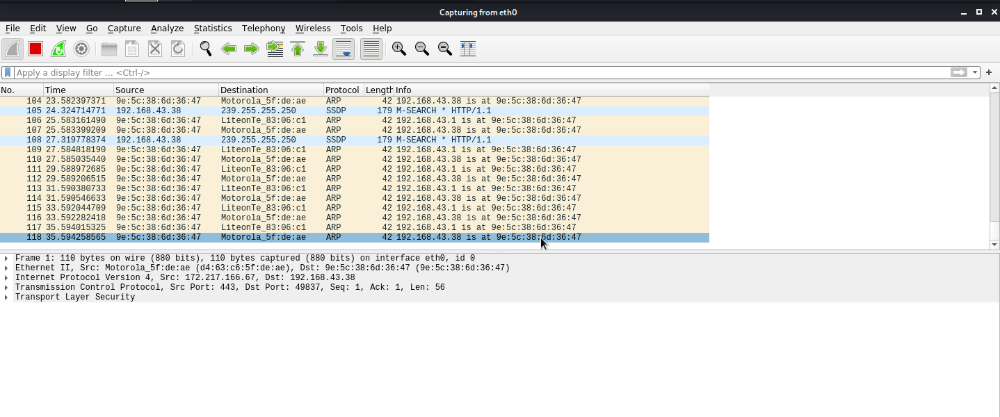 Capturing from eth0
File Edit View Go Capture Analyze Statistics Telephony Wireless Tools Help
Apply a display filter ... <Ctrl-/>
No. Time Source Destination Protocol Length Info
104 23.582397371 9e:5c:38:6d:36:47 Motorola_5f:de:ae ARP 42 192.168.43.38 is at 9e:5c:38:6d:36:47
105 24.324714771 192.168.43.38 239.255.255.250 SSDP 179 M-SEARCH * HTTP/1.1
106 25.583161490 9e:5c:38:6d:36:47 LiteonTe_83:06:c1 ARP 42 192.168.43.1 is at 9e:5c:38:6d:36:47
107 25.583399209 9e:5c:38:6d:36:47 Motorola_5f:de:ae ARP 42 192.168.43.38 is at 9e:5c:38:6d:36:47
108 27.319778374 192.168.43.38 239.255.255.250 SSDP 179 M-SEARCH * HTTP/1.1
109 27.584818190 9e:5c:38:6d:36:47 LiteonTe_83:06:c1 ARP 42 192.168.43.1 is at 9e:5c:38:6d:36:47
110 27.585035440 9e:5c:38:6d:36:47 Motorola_5f:de:ae ARP 42 192.168.43.38 is at 9e:5c:38:6d:36:47
111 29.588972685 9e:5c:38:6d:36:47 LiteonTe_83:06:c1 ARP 42 192.168.43.1 is at 9e:5c:38:6d:36:47
112 29.589206515 9e:5c:38:6d:36:47 Motorola_5f:de:ae ARP 42 192.168.43.38 is at 9e:5c:38:6d:36:47
113 31.590380733 9e:5c:38:6d:36:47 LiteonTe_83:06:c1 ARP 42 192.168.43.1 is at 9e:5c:38:6d:36:47
114 31.590546633 9e:5c:38:6d:36:47 Motorola_5f:de:ae ARP 42 192.168.43.38 is at 9e:5c:38:6d:36:47
115 33.592044709 9e:5c:38:6d:36:47 LiteonTe_83:06:c1 ARP 42 192.168.43.1 is at 9e:5c:38:6d:36:47
116 33.592282418 9e:5c:38:6d:36:47 Motorola_5f:de:ae ARP 42 192.168.43.38 is at 9e:5c:38:6d:36:47
117 35.594015325 9e:5c:38:6d:36:47 LiteonTe_83:06:c1 ARP 42 192.168.43.1 is at 9e:5c:38:6d:36:47
118 35.594258565 9e:5c:38:6d:36:47 Motorola_5f:de:ae ARP 42 192.168.43.38 is at 9e:5c:38:6d:36:47
Frame 1: 110 bytes on wire (880 bits), 110 bytes captured (880 bits) on interface eth0, id 0
Ethernet II, Src: Motorola_5f:de:ae (d4:63:c6:5f:de:ae), Dst: 9e:5c:38:6d:36:47 (9e:5c:38:6d:36:47)
Internet Protocol Version 4, Src: 172.217.166.67, Dst: 192.168.43.38
Transmission Control Protocol, Src Port: 443, Dst Port: 49837, Seq: 1, Ack: 1, Len: 56
Transport Layer Security